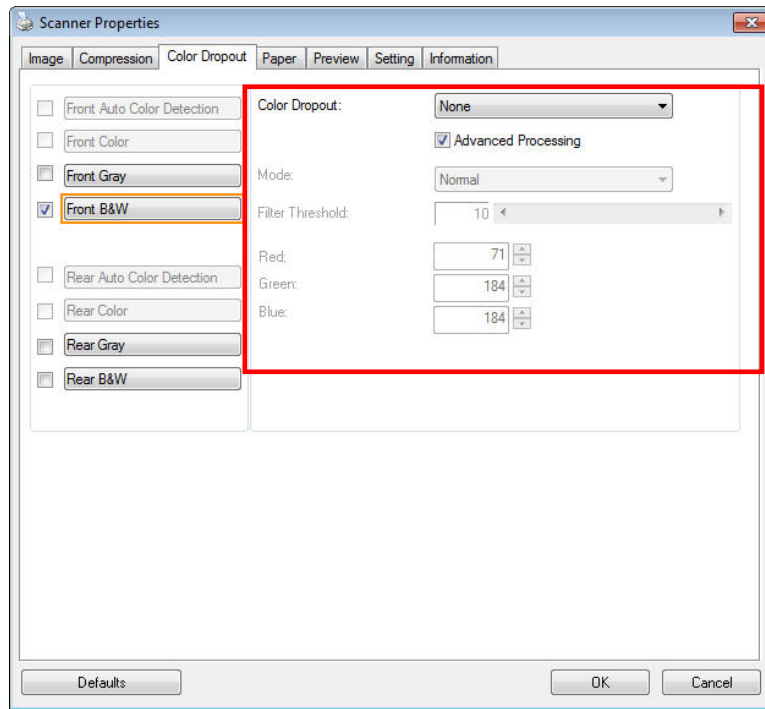 Scanner Properties
Image Compression Color Dropout Paper Preview Setting Information
Front Auto Color Detection
Front Color
Front Gray
Front B&W
Rear Auto Color Detection
Rear Color
Rear Gray
Rear B&W
Color Dropout: None
Advanced Processing
Mode: Normal
Filter Threshold: 10
Red: 71
Green: 184
Blue: 184
Defaults OK Cancel